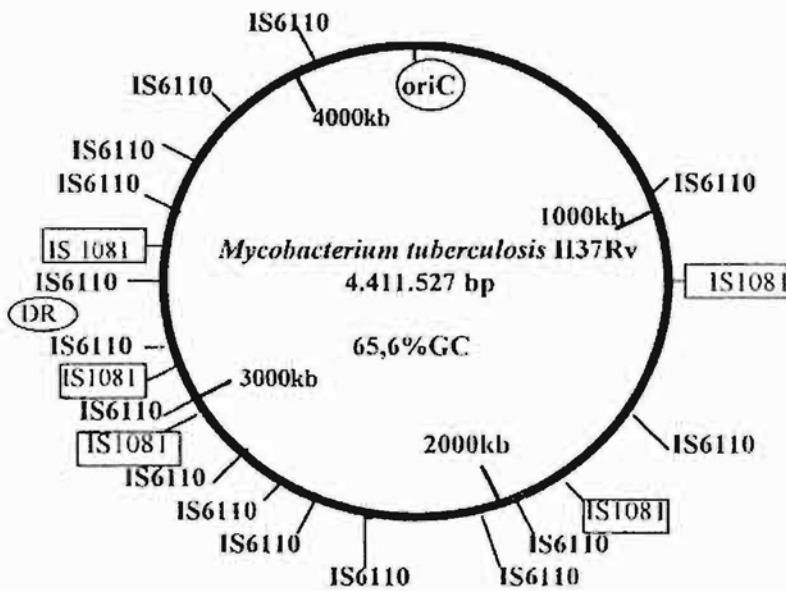 IS6110
oriC
IS6110
4000kb
IS6110
IS6110
IS6110
1000kb
IS 1081
Mycobacterium tuberculosis H37Rv
IS6110
4.411.527 bp
IS1081
DR
IS6110
65,6%GC
IS1081
3000kb
IS6110
IS1081
2000kb
IS6110
IS6110
IS6110
IS1081
IS6110
IS6110
IS6110
IS6110